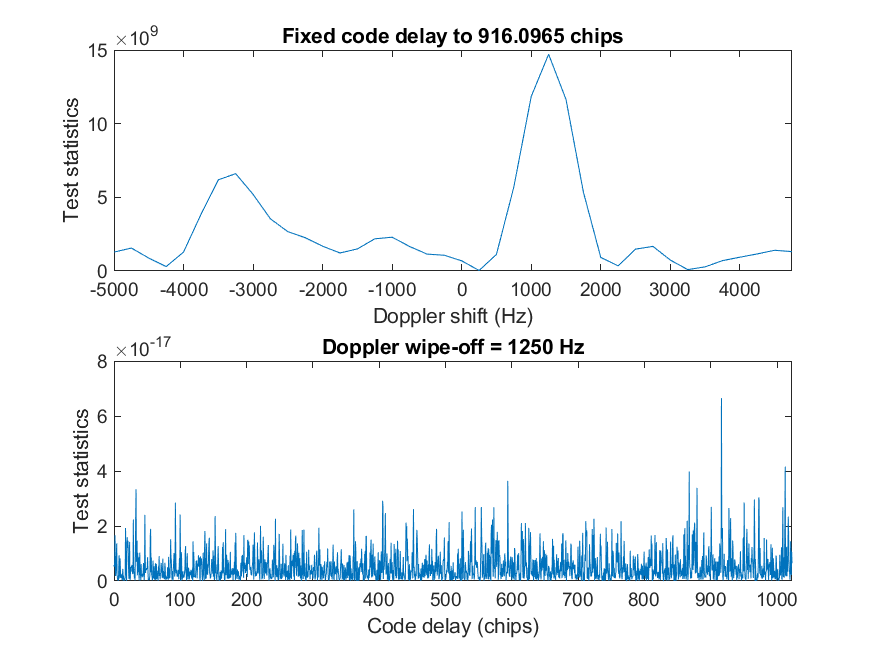 ×10⁹
Fixed code delay to 916.0965 chips
15
10
5
0
Test statistics
-5000 -4000 -3000 -2000 -1000 0 1000 2000 3000 4000
Doppler shift (Hz)
×10⁻¹⁷
Doppler wipe-off = 1250 Hz
8
6
4
2
0
Test statistics
0 100 200 300 400 500 600 700 800 900 1000
Code delay (chips)